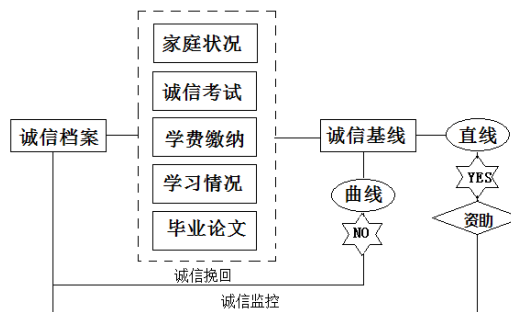 家庭状况
诚信考试
诚信档案
学费缴纳
诚信基线
直线
学习情况
YES
曲线
毕业论文
资助
NO
诚信挽回
诚信监控